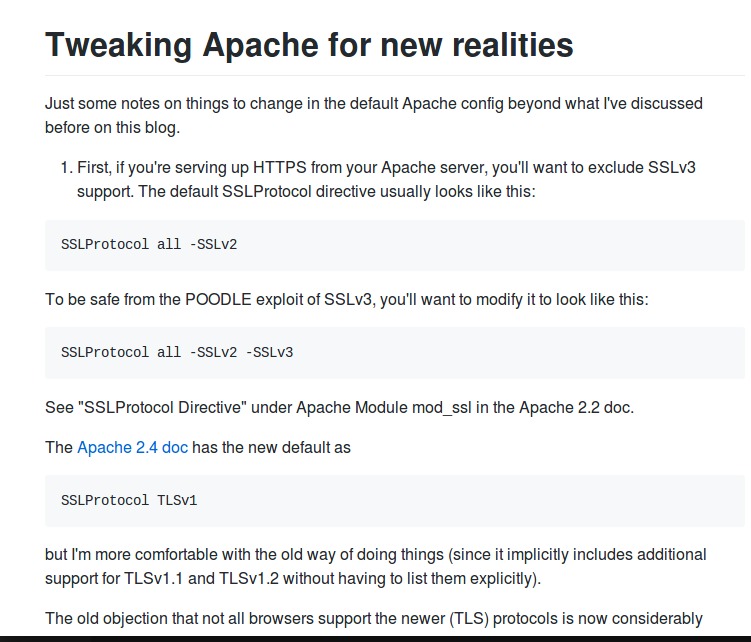 Tweaking Apache for new realities
Just some notes on things to change in the default Apache config beyond what I've discussed
before on this blog.
1. First, if you're serving up HTTPS from your Apache server, you'll want to exclude SSLv3
support. The default SSLProtocol directive usually looks like this:
SSLProtocol all -SSLv2
To be safe from the POODLE exploit of SSLv3, you'll want to modify it to look like this:
SSLProtocol all -SSLv2 -SSLv3
See "SSLProtocol Directive" under Apache Module mod_ssl in the Apache 2.2 doc.
The Apache 2.4 doc has the new default as
SSLProtocol TLSv1
but I'm more comfortable with the old way of doing things (since it implicitly includes additional
support for TLSv1.1 and TLSv1.2 without having to list them explicitly).
The old objection that not all browsers support the newer (TLS) protocols is now considerably